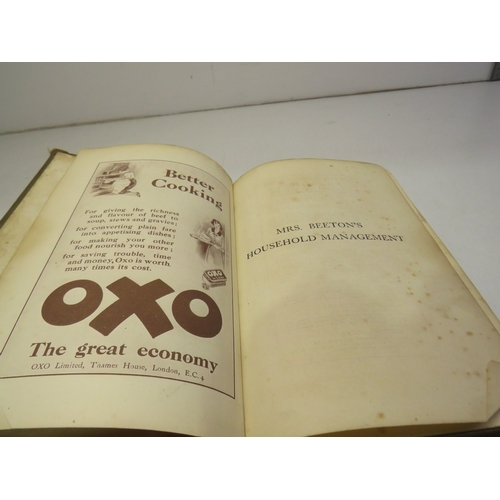 Better
Cooking
For giving the richness
and flavour of beef to
soup, stews and gravies;
for converting plain fare
into appetising dishes;
for making your other
food nourish you more;
for saving trouble, time
and money, Oxo is worth
many times its cost.
OXO
OXO
The great economy
OXO Limited, Thames House, London, E.C.4
MRS. BEETON'S
HOUSEHOLD MANAGEMENT